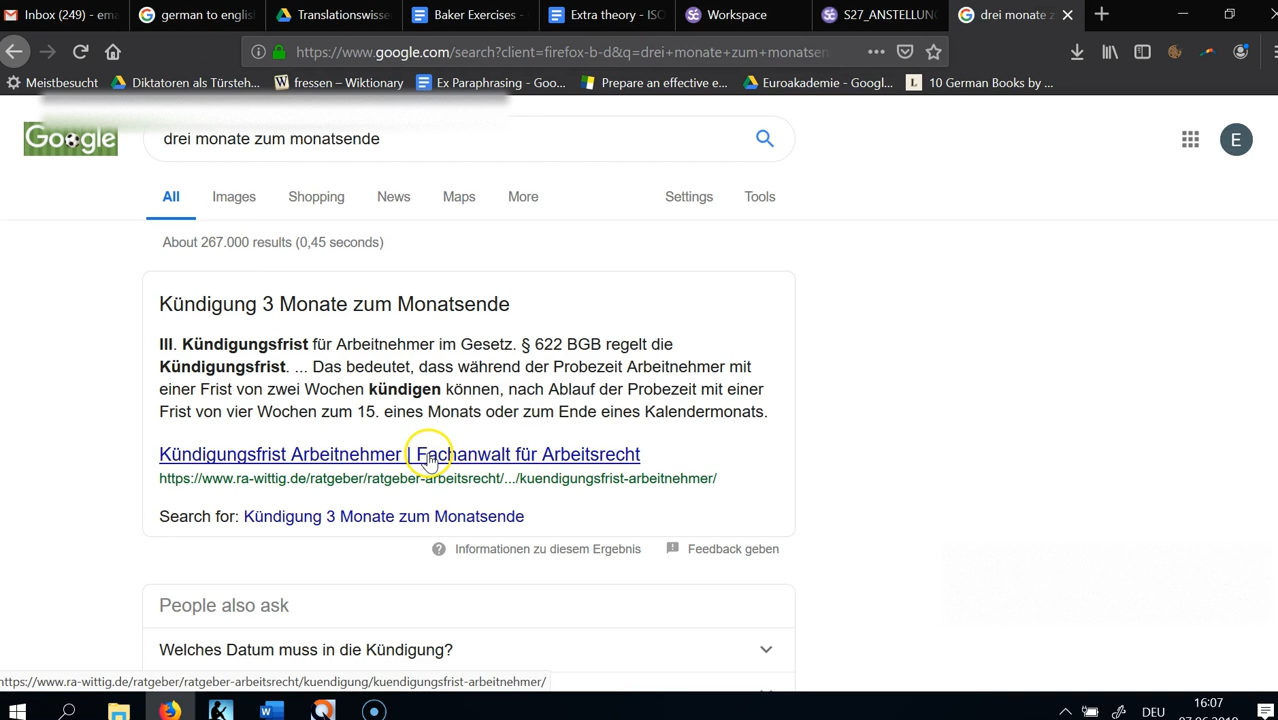 Inbox (249) - ema
german to englis
Translationswisse
Baker Exercises -
Extra theory - ISO
Workspace
S27_ANSTELLUN
drei monate z
https://www.google.com/search?client=firefox-b-d&q=drei+monate+zum+monatsen
Meistbesucht
Diktatoren als Türsteh...
fressen – Wiktionary
Ex Paraphrasing - Goo...
Prepare an effective e...
Euroakademie - Googl...
10 German Books by ...
Google
drei monate zum monatsende
E
All
Images
Shopping
News
Maps
More
Settings
Tools
About 267.000 results (0,45 seconds)
Kündigung 3 Monate zum Monatsende
III. Kündigungsfrist für Arbeitnehmer im Gesetz. § 622 BGB regelt die
Kündigungsfrist. ... Das bedeutet, dass während der Probezeit Arbeitnehmer mit
einer Frist von zwei Wochen kündigen können, nach Ablauf der Probezeit mit einer
Frist von vier Wochen zum 15. eines Monats oder zum Ende eines Kalendermonats.
Kündigungsfrist Arbeitnehmer | Fachanwalt für Arbeitsrecht
https://www.ra-wittig.de/ratgeber/ratgeber-arbeitsrecht/.../kuendigungsfrist-arbeitnehmer/
Search for: Kündigung 3 Monate zum Monatsende
Informationen zu diesem Ergebnis
Feedback geben
People also ask
Welches Datum muss in die Kündigung?
https://www.ra-wittig.de/ratgeber/ratgeber-arbeitsrecht/kuendigung/kuendigungsfrist-arbeitnehmer/
DEU
16:07